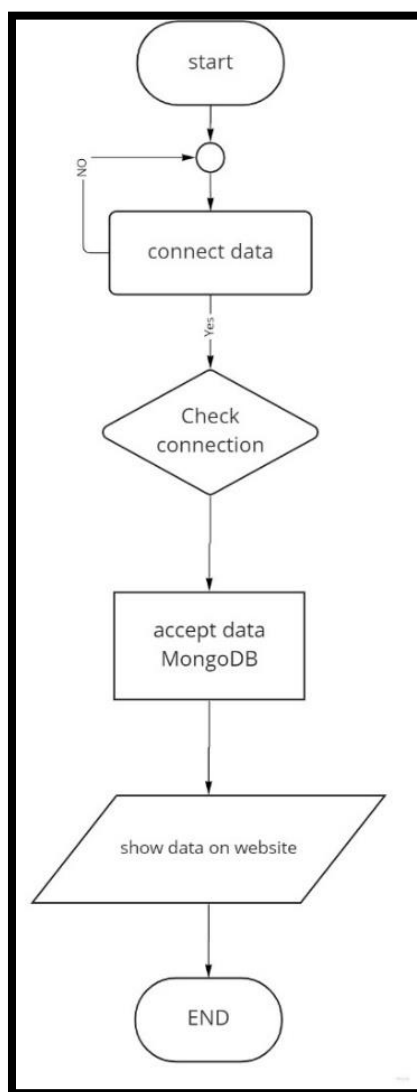 start
NO
connect data
Yes
Check
connection
accept data
MongoDB
show data on website
END